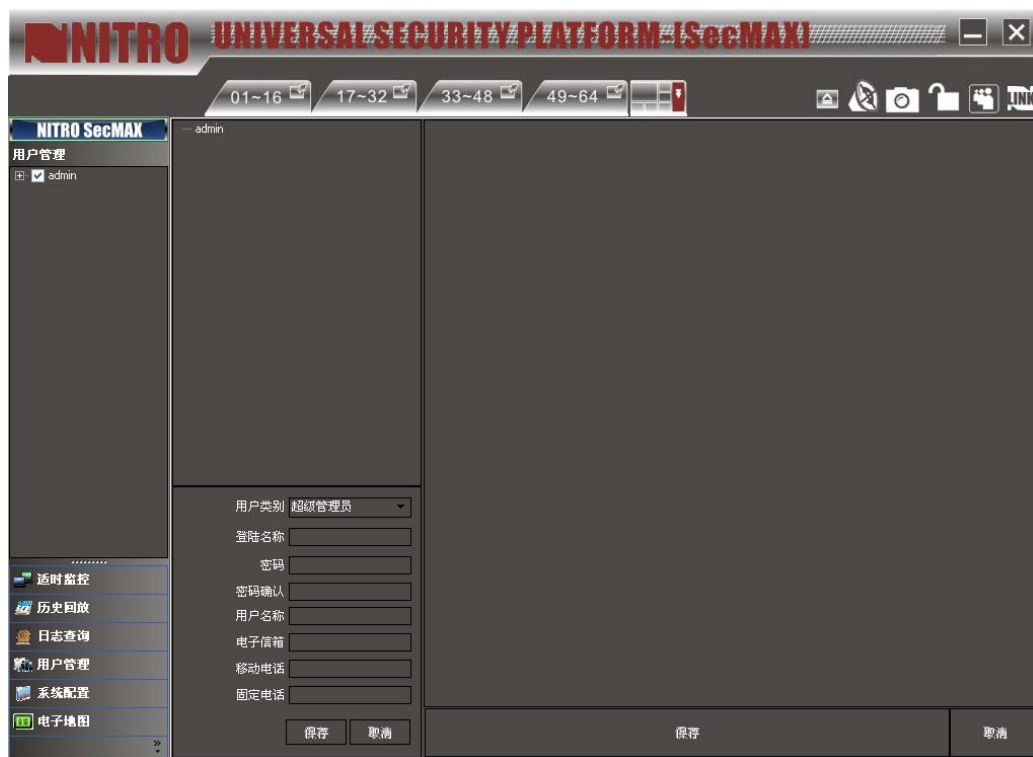 NITRO UNIVERSAL SECURITY PLATFORM-[SecMAX]
01~16 17~32 33~48 49~64
LINK
NITRO SecMAX
用户管理
admin
admin
用户类别 超级管理员
登陆名称
密码
密码确认
用户名称
电子信箱
移动电话
固定电话
保存 取消
适时监控
历史回放
日志查询
用户管理
系统配置
电子地图
保存 取消